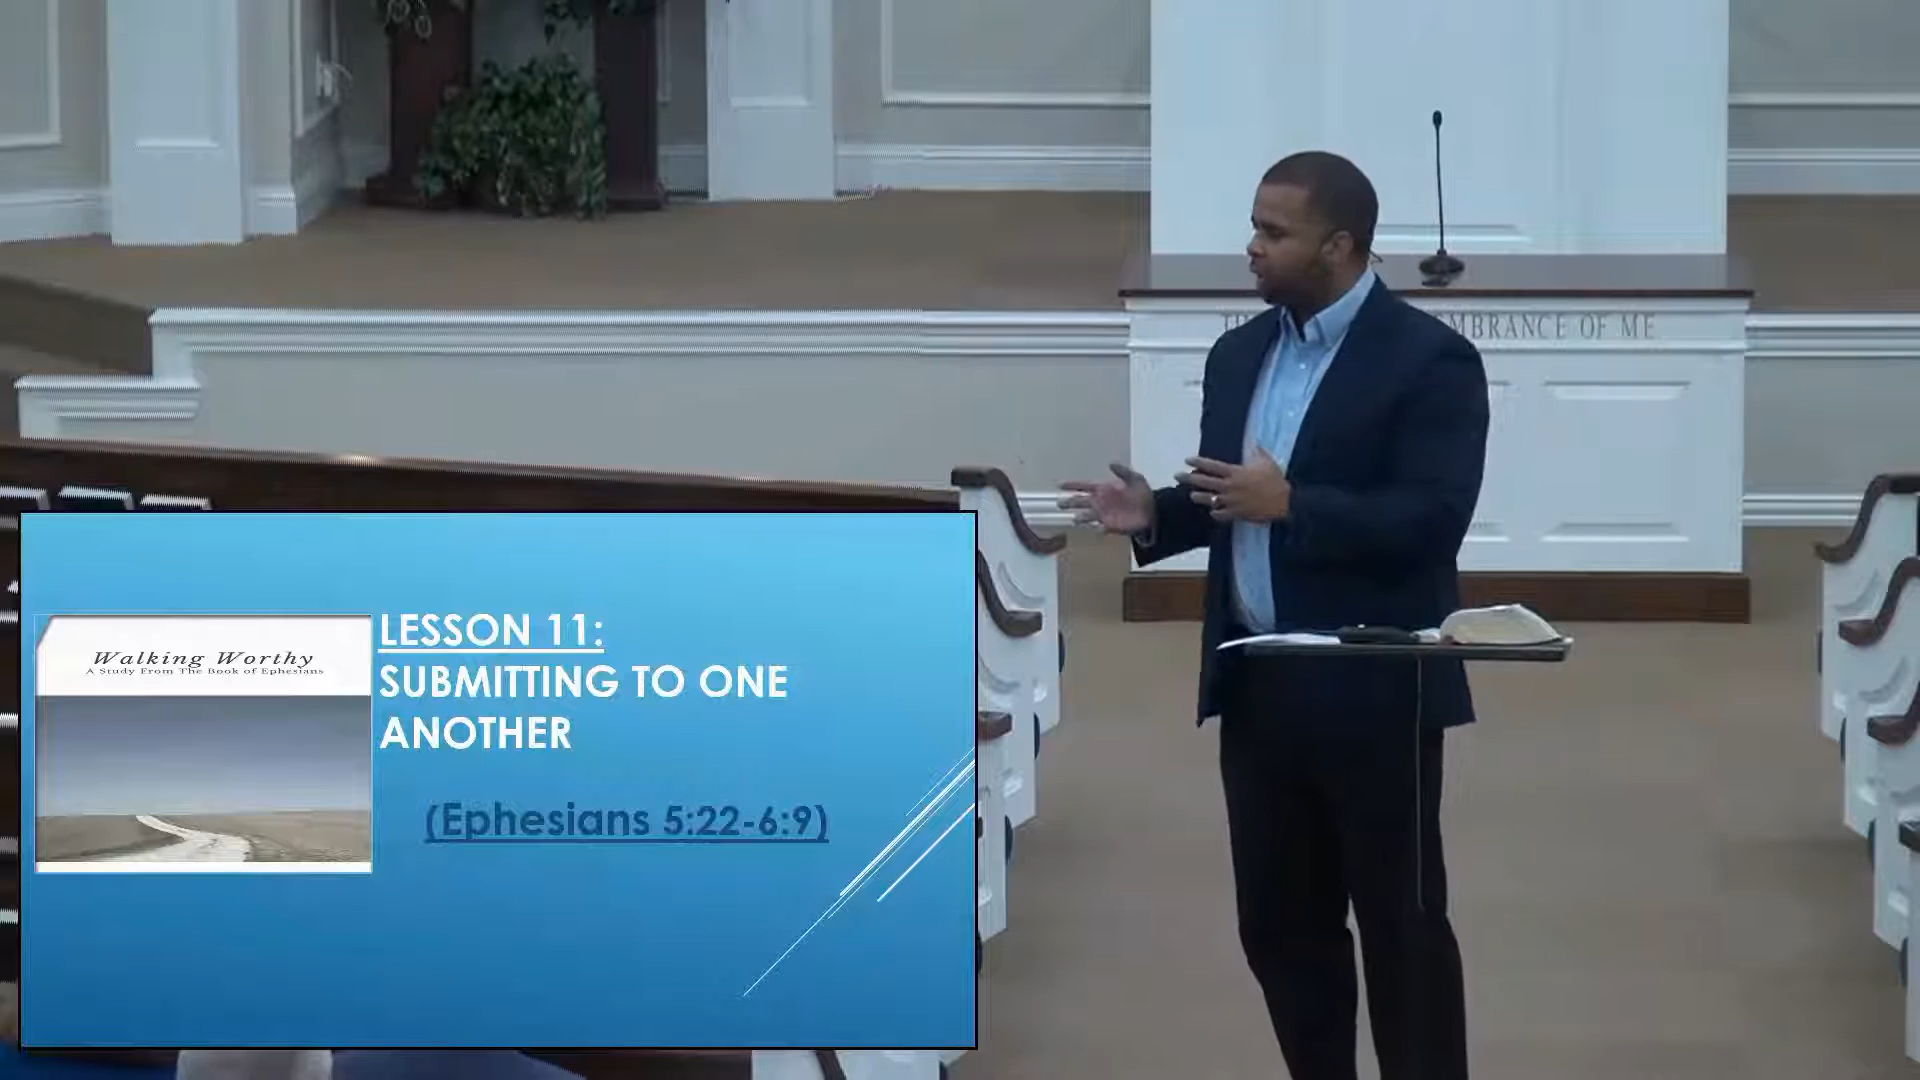 MBRANCE OF ME
Walking Worthy
A Study From The Book of Ephesians
LESSON 11:
SUBMITTING TO ONE
ANOTHER
(Ephesians 5:22-6:9)